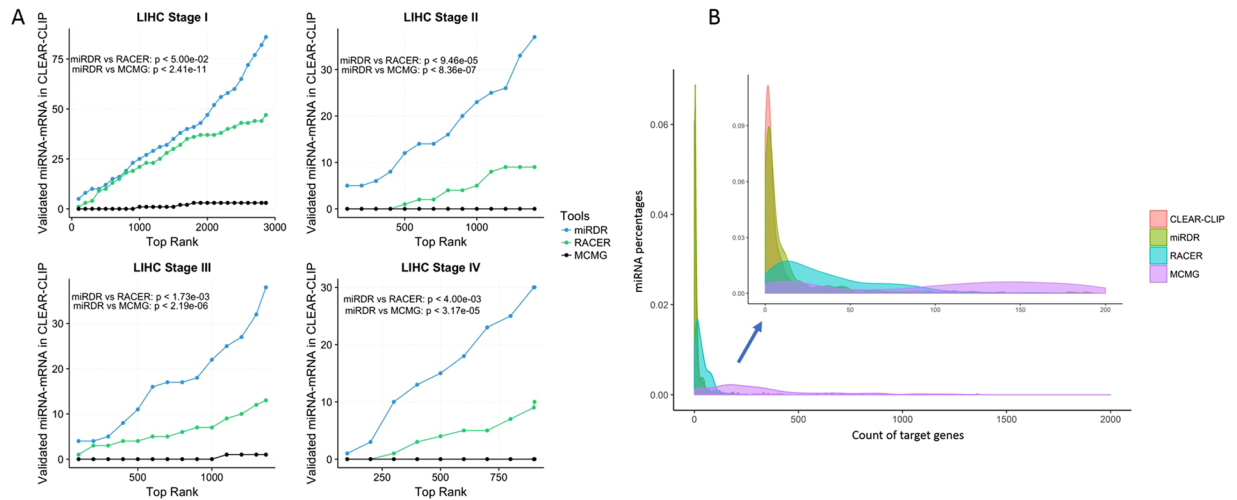 A
LIHC Stage I
Validated miRNA-mRNA in CLEAR-CLIP
75
50
25
0
miRDR vs RACER: p < 5.00e-02
miRDR vs MCMG: p < 2.41e-11
0 1000 2000 3000
Top Rank
LIHC Stage II
Validated miRNA-mRNA in CLEAR-CLIP
30
20
10
0
miRDR vs RACER: p < 9.46e-05
miRDR vs MCMG: p < 8.36e-07
500 1000
Top Rank
Tools
miRDR
RACER
MCMG
LIHC Stage III
Validated miRNA-mRNA in CLEAR-CLIP
30
20
10
0
miRDR vs RACER: p < 1.73e-03
miRDR vs MCMG: p < 2.19e-06
500 1000
Top Rank
LIHC Stage IV
Validated miRNA-mRNA in CLEAR-CLIP
30
20
10
0
miRDR vs RACER: p < 4.00e-03
miRDR vs MCMG: p < 3.17e-05
250 500 750
Top Rank
B
miRNA percentages
0.06
0.04
0.02
0.00
0 500 1000 1500 2000
Count of target genes
0.09
0.06
0.03
0.00
0 50 100 150 200
CLEAR-CLIP
miRDR
RACER
MCMG